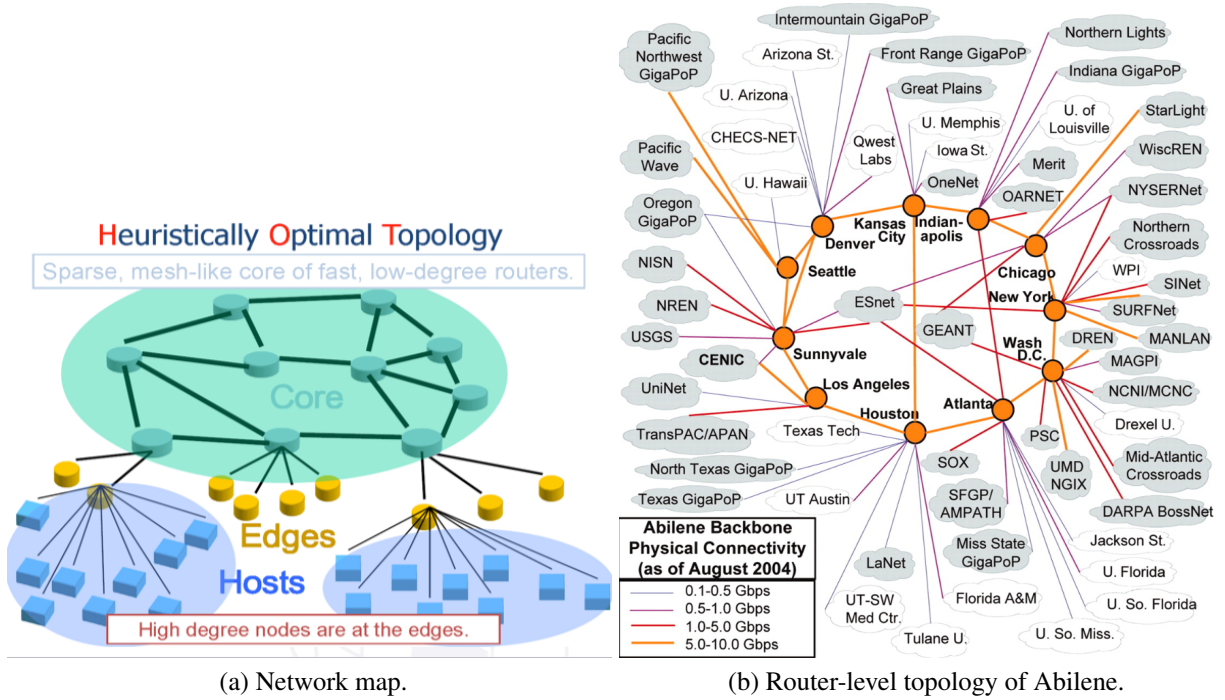 Heuristically Optimal Topology
Sparse, mesh-like core of fast, low-degree routers.
Core
Edges
Hosts
High degree nodes are at the edges.
(a) Network map.
Pacific
Northwest
GigaPoP
Intermountain GigaPoP
Arizona St.
Front Range GigaPoP
Northern Lights
U. Arizona
Great Plains
Indiana GigaPoP
CHECS-NET
Qwest
Labs
U. Memphis
U. of
Louisville
StarLight
Pacific
Wave
Iowa St.
Merit
WiscREN
U. Hawaii
OneNet
OARNET
NYSERNet
Oregon
GigaPoP
Denver
Kansas
City
Indian-
apolis
Northern
Crossroads
NISN
Seattle
Chicago
WPI
NREN
ESnet
New York
SINet
USGS
GEANT
SURFNet
Sunnyvale
Wash
D.C.
DREN
MANLAN
CENIC
MAGPI
UniNet
Los Angeles
NCNI/MCNC
Houston
Atlanta
Drexel U.
TransPAC/APAN
Texas Tech
PSC
North Texas GigaPoP
SOX
UMD
NGIX
Mid-Atlantic
Crossroads
Texas GigaPoP
UT Austin
SFGP/
AMPATH
DARPA BossNet
Abilene Backbone
Physical Connectivity
(as of August 2004)
0.1-0.5 Gbps
0.5-1.0 Gbps
1.0-5.0 Gbps
5.0-10.0 Gbps
LaNet
Miss State
GigaPoP
Jackson St.
U. Florida
UT-SW
Med Ctr.
Florida A&M
U. So. Florida
Tulane U.
U. So. Miss.
(b) Router-level topology of Abilene.